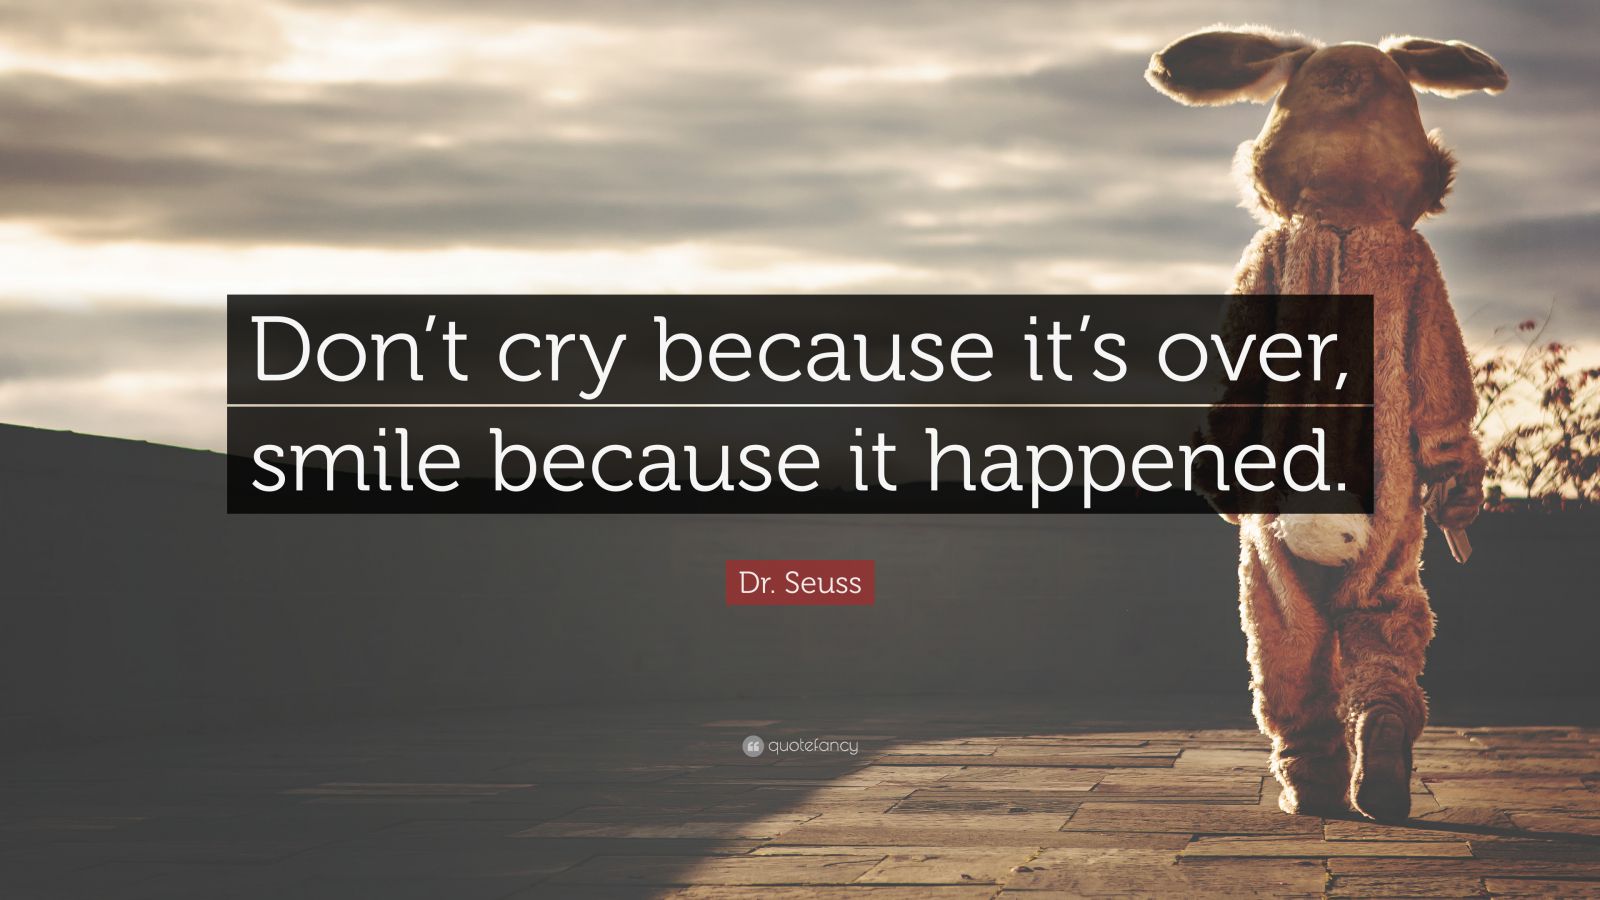 Don’t cry because it’s over,
smile because it happened.
Dr. Seuss
quotefancy